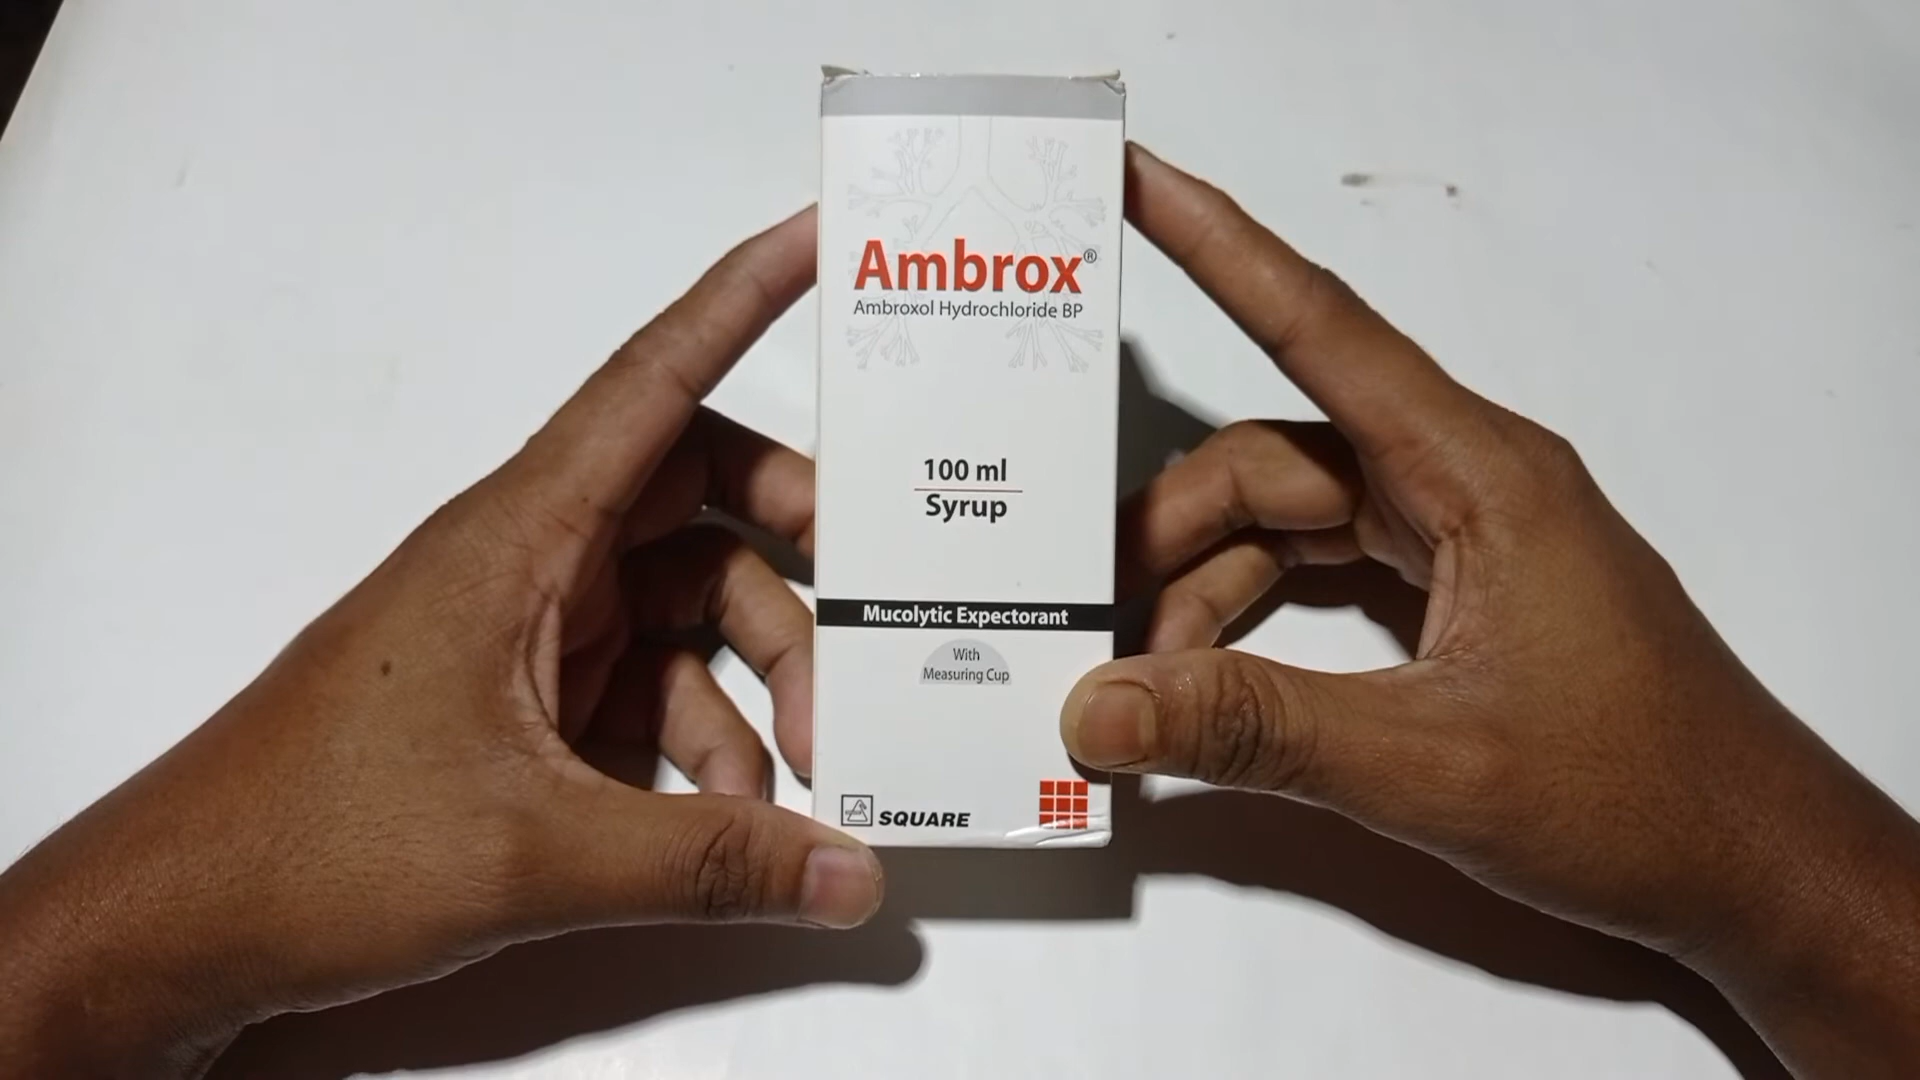 Ambrox®
Ambroxol Hydrochloride BP
100 ml
Syrup
Mucolytic Expectorant
With
Measuring Cup
SQUARE